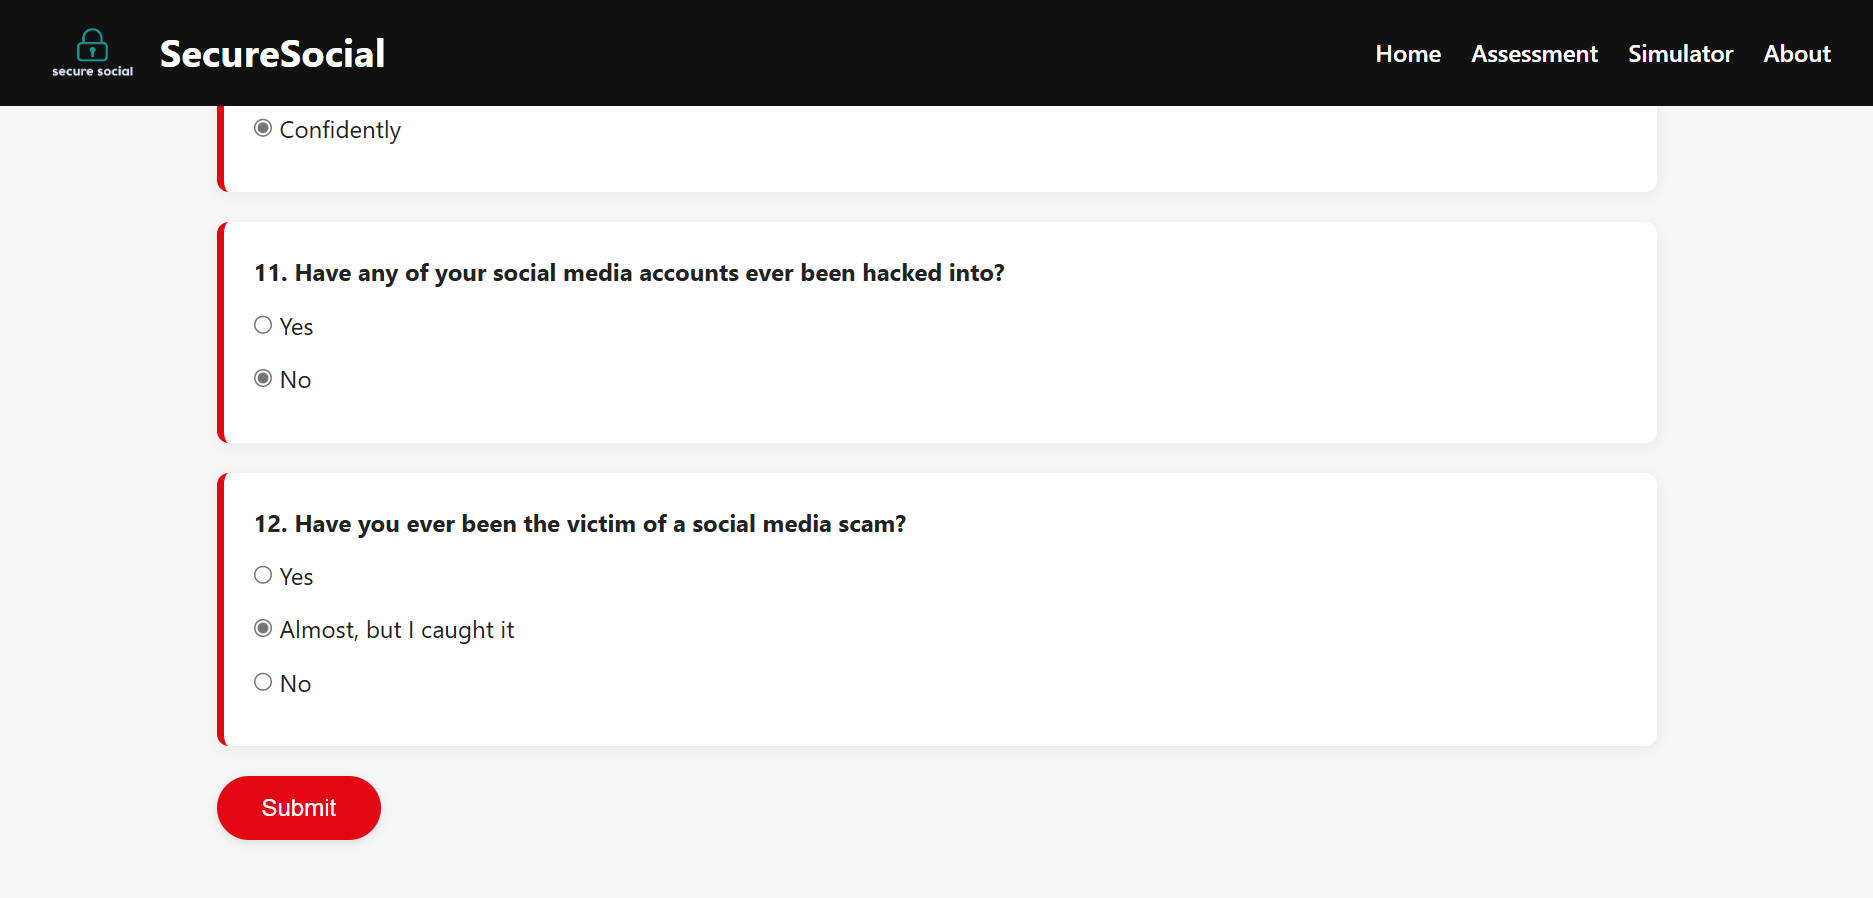 secure social
SecureSocial
Home Assessment Simulator About
Confidently
11. Have any of your social media accounts ever been hacked into?
Yes
No
12. Have you ever been the victim of a social media scam?
Yes
Almost, but I caught it
No
Submit